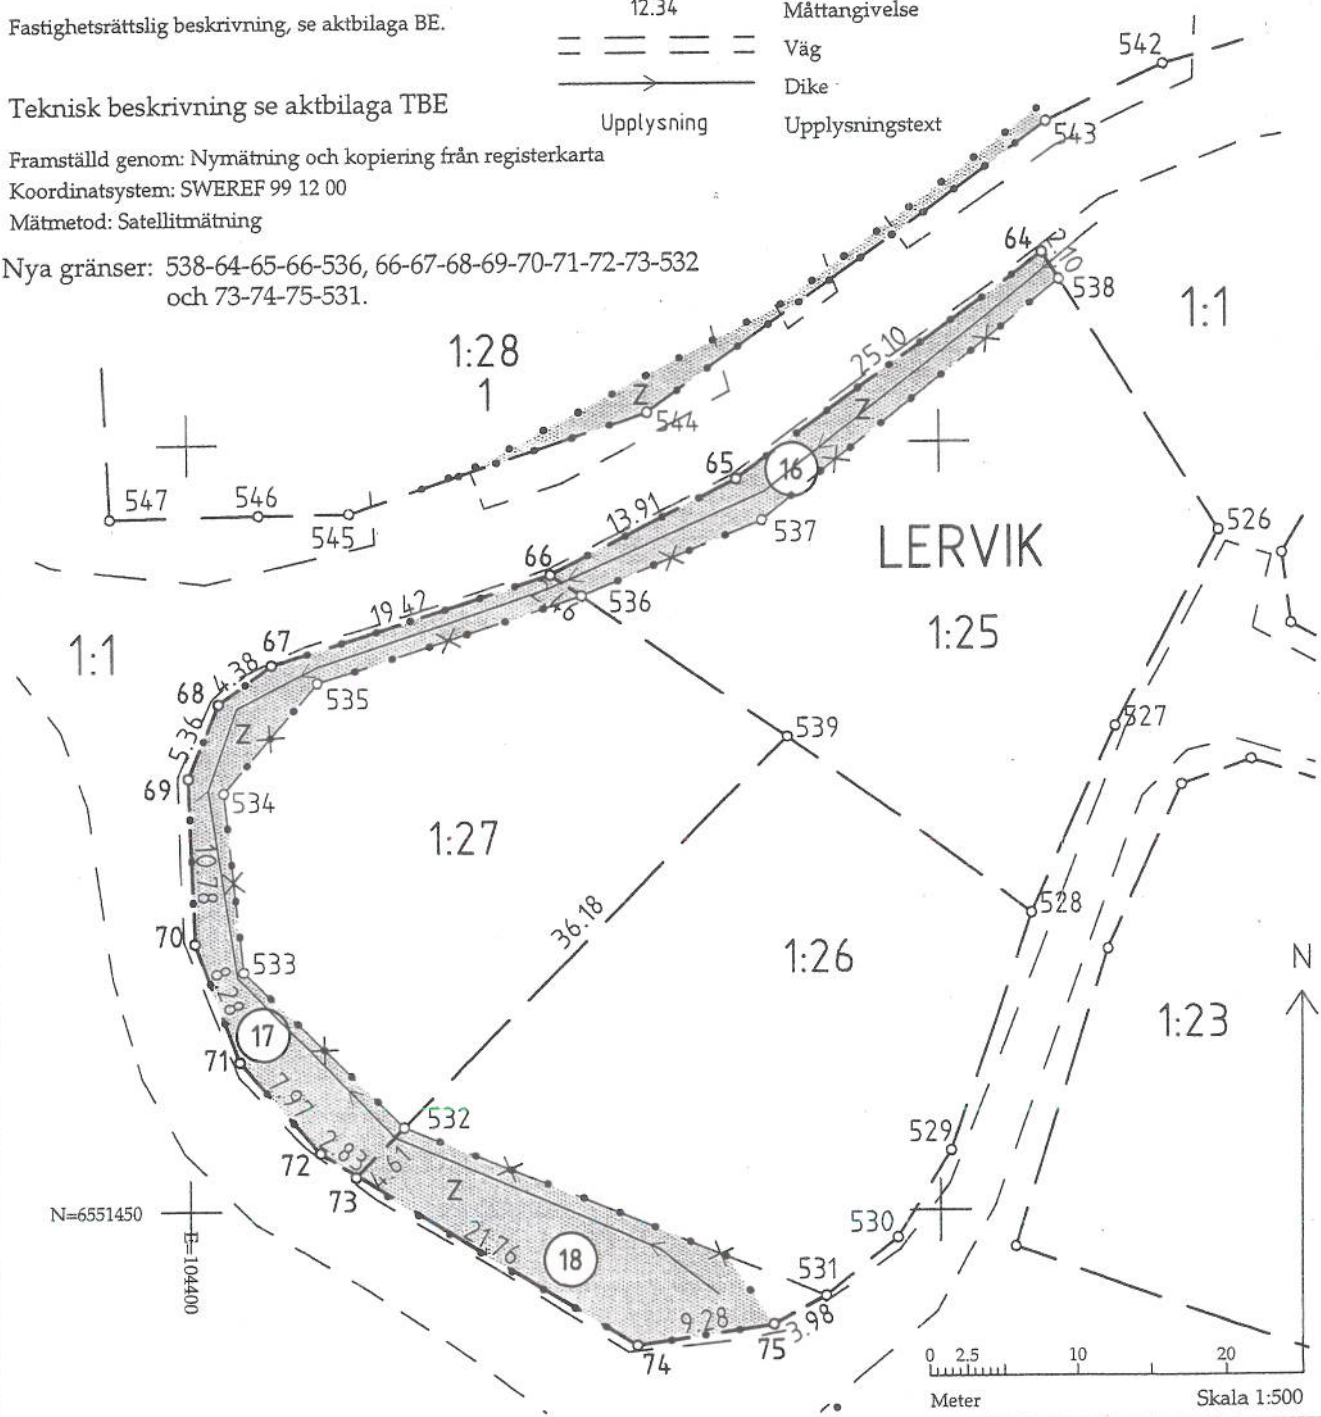 12.34
Måttangivelse
Fastighetsrättslig beskrivning, se aktbilaga BE.
Väg
Dike
Teknisk beskrivning se aktbilaga TBE
Upplysning
Upplysningstext
Framställd genom: Nymätning och kopiering från registerkarta
Koordinatsystem: SWEREF 99 12 00
Mätmetod: Satellitmätning
Nya gränser: 538-64-65-66-536, 66-67-68-69-70-71-72-73-532
och 73-74-75-531.
542
543
64
2.10
538
1:1
1:28
1
25.10
Z
544
Z
65
16
547
546
545
13.91
537
526
LERVIK
66
536
19.42
1:25
1:1
67
4.38
68
535
5.36
Z
527
539
69
534
1:27
10.78
36.18
528
70
533
1:26
N
8.28
17
1:23
71
7.97
532
529
2.83
4.61
72
73
Z
N=6551450
530
E=104400
21.76
18
531
9.28
3.98
74
75
0 2.5 10 20
Meter
Skala 1:500